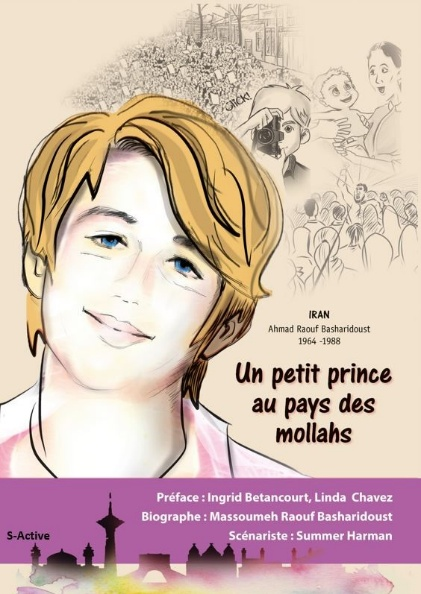 CLICK!
IRAN
Ahmad Raouf Basharidoust
1964 -1988
Un petit prince
au pays des
mollahs
Préface : Ingrid Betancourt, Linda Chavez
Biographe : Massoumeh Raouf Basharidoust
Scénariste : Summer Harman
S-Active